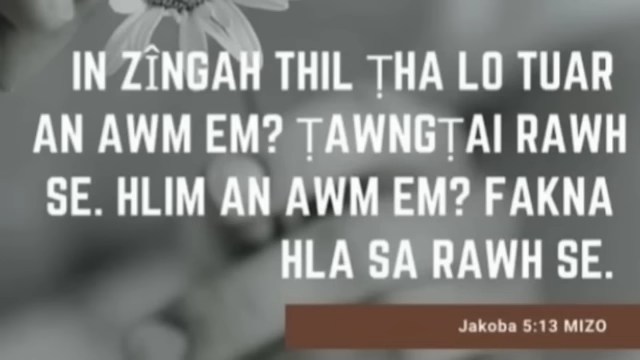 IN ZÎNGAH THIL ṬHA LO TUAR
AN AWM EM? ṬAWNGṬAI RAWH
SE. HLIM AN AWM EM? FAKNA
HLA SA RAWH SE.
Jakoba 5:13 MIZO